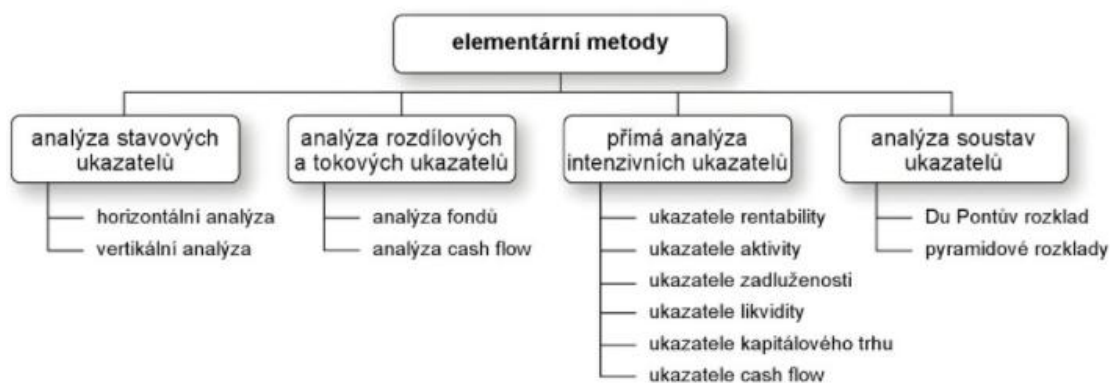 elementární metody
analýza stavových
ukazatelů
horizontální analýza
vertikální analýza
analýza rozdílových
a tokových ukazatelů
analýza fondů
analýza cash flow
přímá analýza
intenzivních ukazatelů
ukazatele rentability
ukazatele aktivity
ukazatele zadluženosti
ukazatele likvidity
ukazatele kapitálového trhu
ukazatele cash flow
analýza soustav
ukazatelů
Du Pontův rozklad
pyramidové rozklady